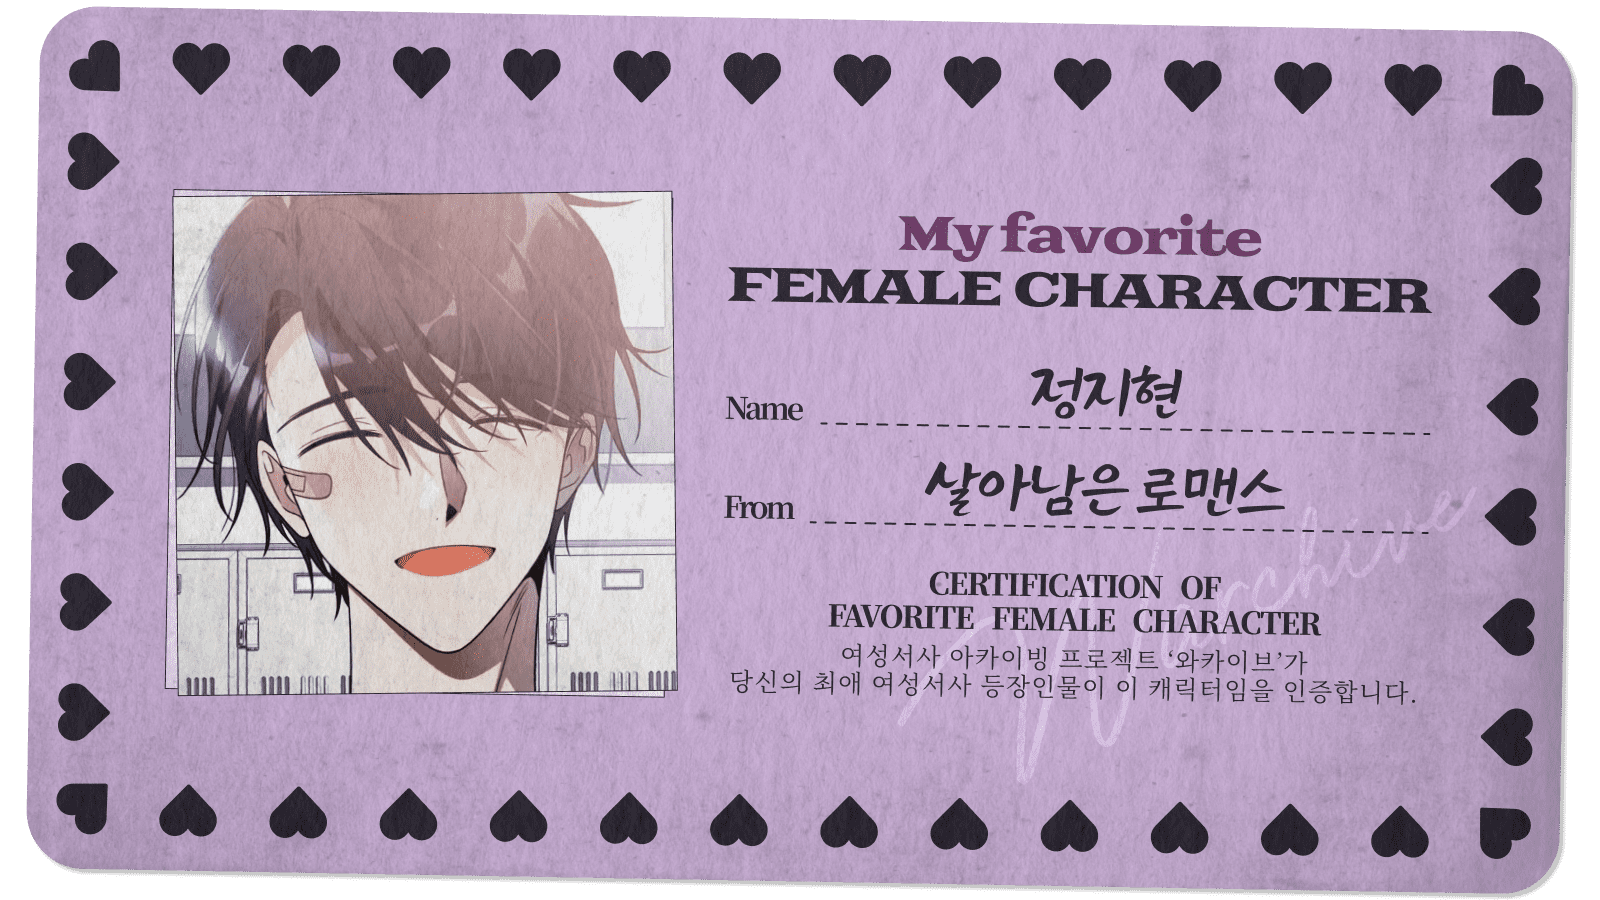 My favorite
FEMALE CHARACTER
Name 정지현
From 살아남은 로맨스
CERTIFICATION OF
FAVORITE FEMALE CHARACTER
여성서사 아카이빙 프로젝트 ‘와카이브’가
당신의 최애 여성서사 등장인물이 이 캐릭터임을 인증합니다.
Warchive